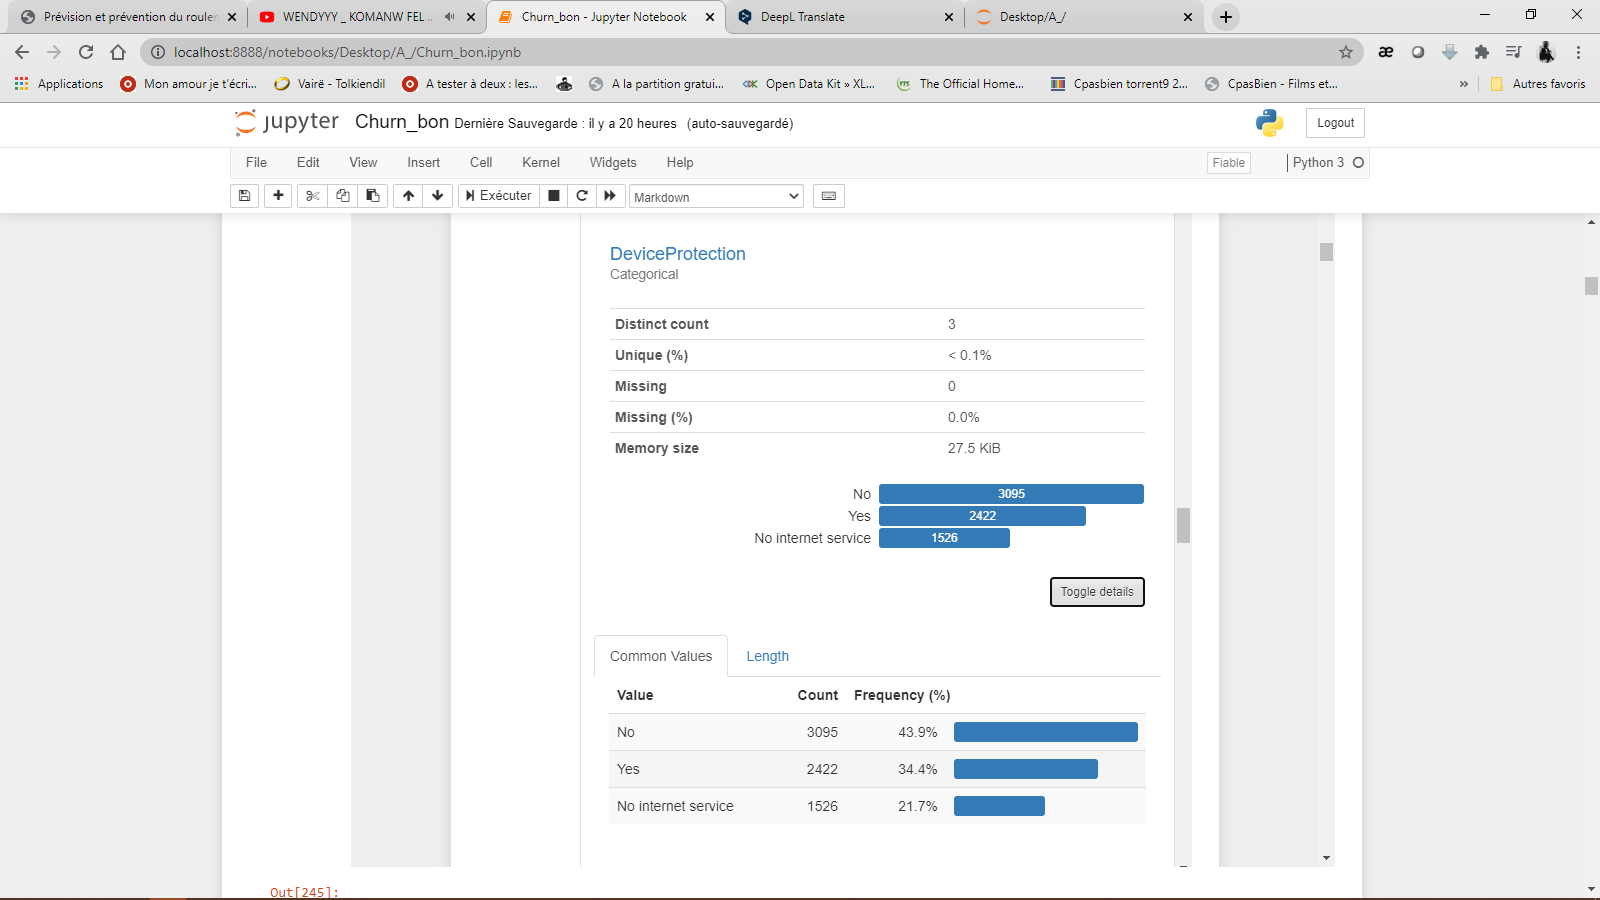 Prévision et prévention du rouler
WENDYYY _ KOMANW FEL ..
Churn_bon - Jupyter Notebook
DeepL Translate
Desktop/A_/
localhost:8888/notebooks/Desktop/A_/Churn_bon.ipynb
Applications
Mon amour je t'écri...
Vairë - Tolkiendil
A tester à deux : les...
A la partition gratui...
Open Data Kit » XL...
The Official Home...
Cpasbien torrent9 2...
CpasBien - Films et...
»
Autres favoris
jupyter Churn_bon Dernière Sauvegarde : il y a 20 heures (auto-sauvegardé)
Logout
File Edit View Insert Cell Kernel Widgets Help
Fiable
Python 3
Exécuter
Markdown
DeviceProtection
Categorical
Distinct count 3
Unique (%) < 0.1%
Missing 0
Missing (%) 0.0%
Memory size 27.5 KiB
No 3095
Yes 2422
No internet service 1526
Toggle details
Common Values Length
Value Count Frequency (%)
No 3095 43.9%
Yes 2422 34.4%
No internet service 1526 21.7%
Out[245]: